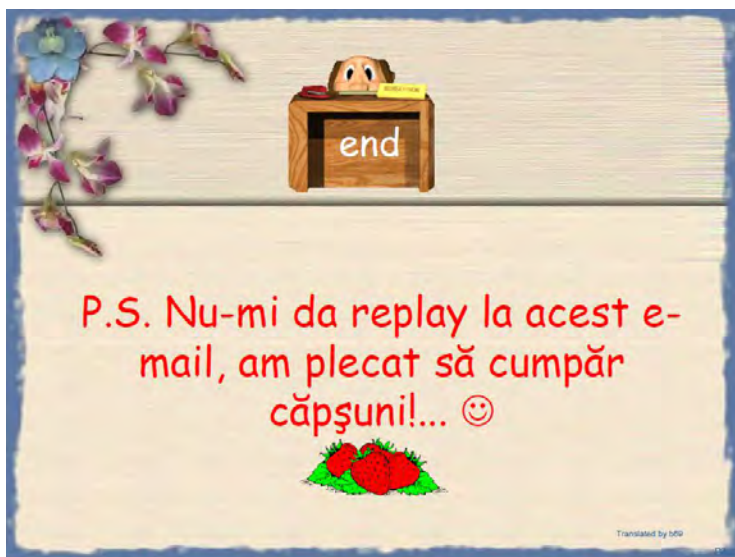 end
P.S. Nu-mi da replay la acest e-
mail, am plecat să cumpăr
căpşuni!... ☺
Translated by b69